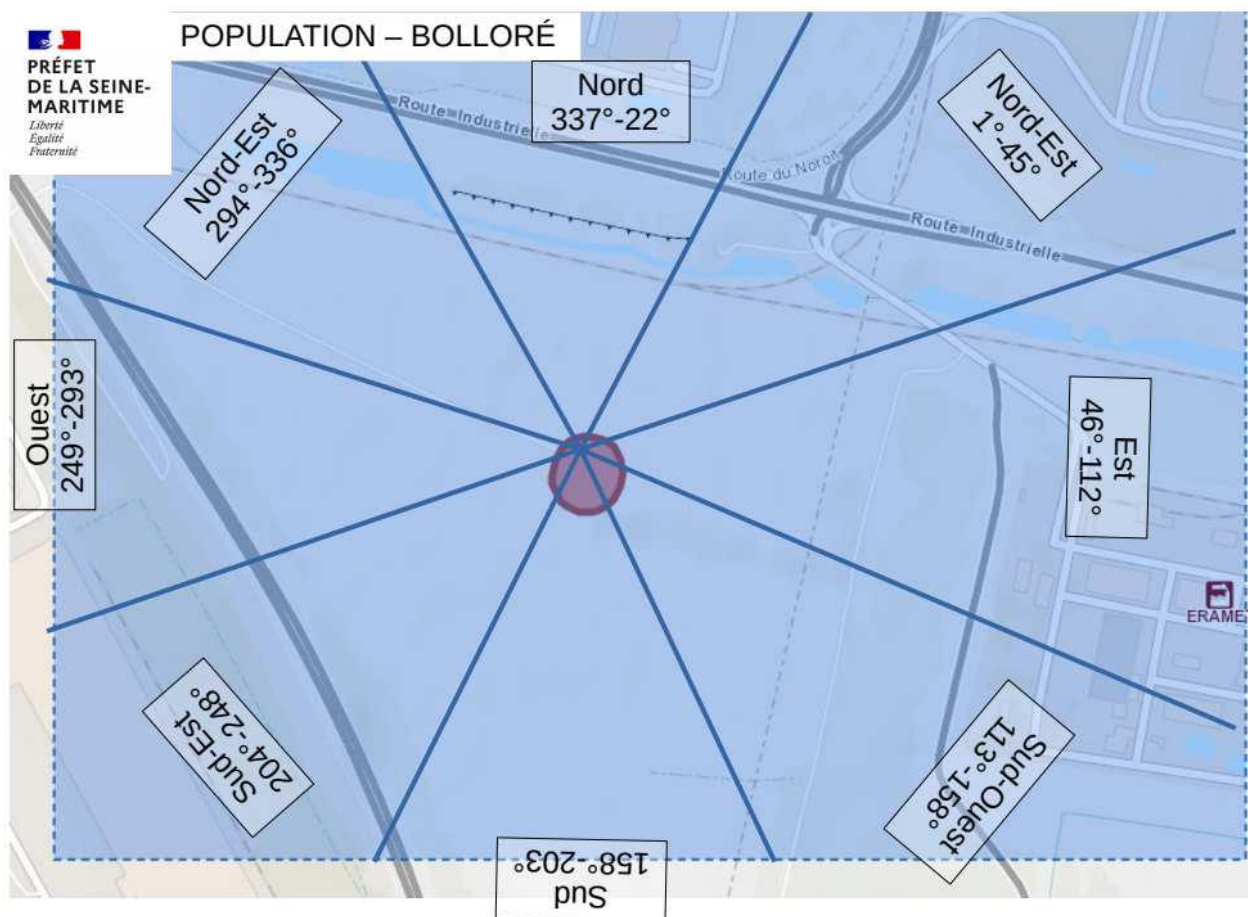 POPULATION – BOLLORÉ
PRÉFET
DE LA SEINE-
MARITIME
Liberté
Égalité
Fraternité
Nord
337°-22°
Nord-Est
1°-45°
Nord-Est
294°-336°
Route Industrielle
Route du Noroit
Route Industrielle
Ouest
249°-293°
Est
46°-112°
ERAME
Sud-Est
204°-248°
Sud-Ouest
113°-158°
Sud
158°-203°